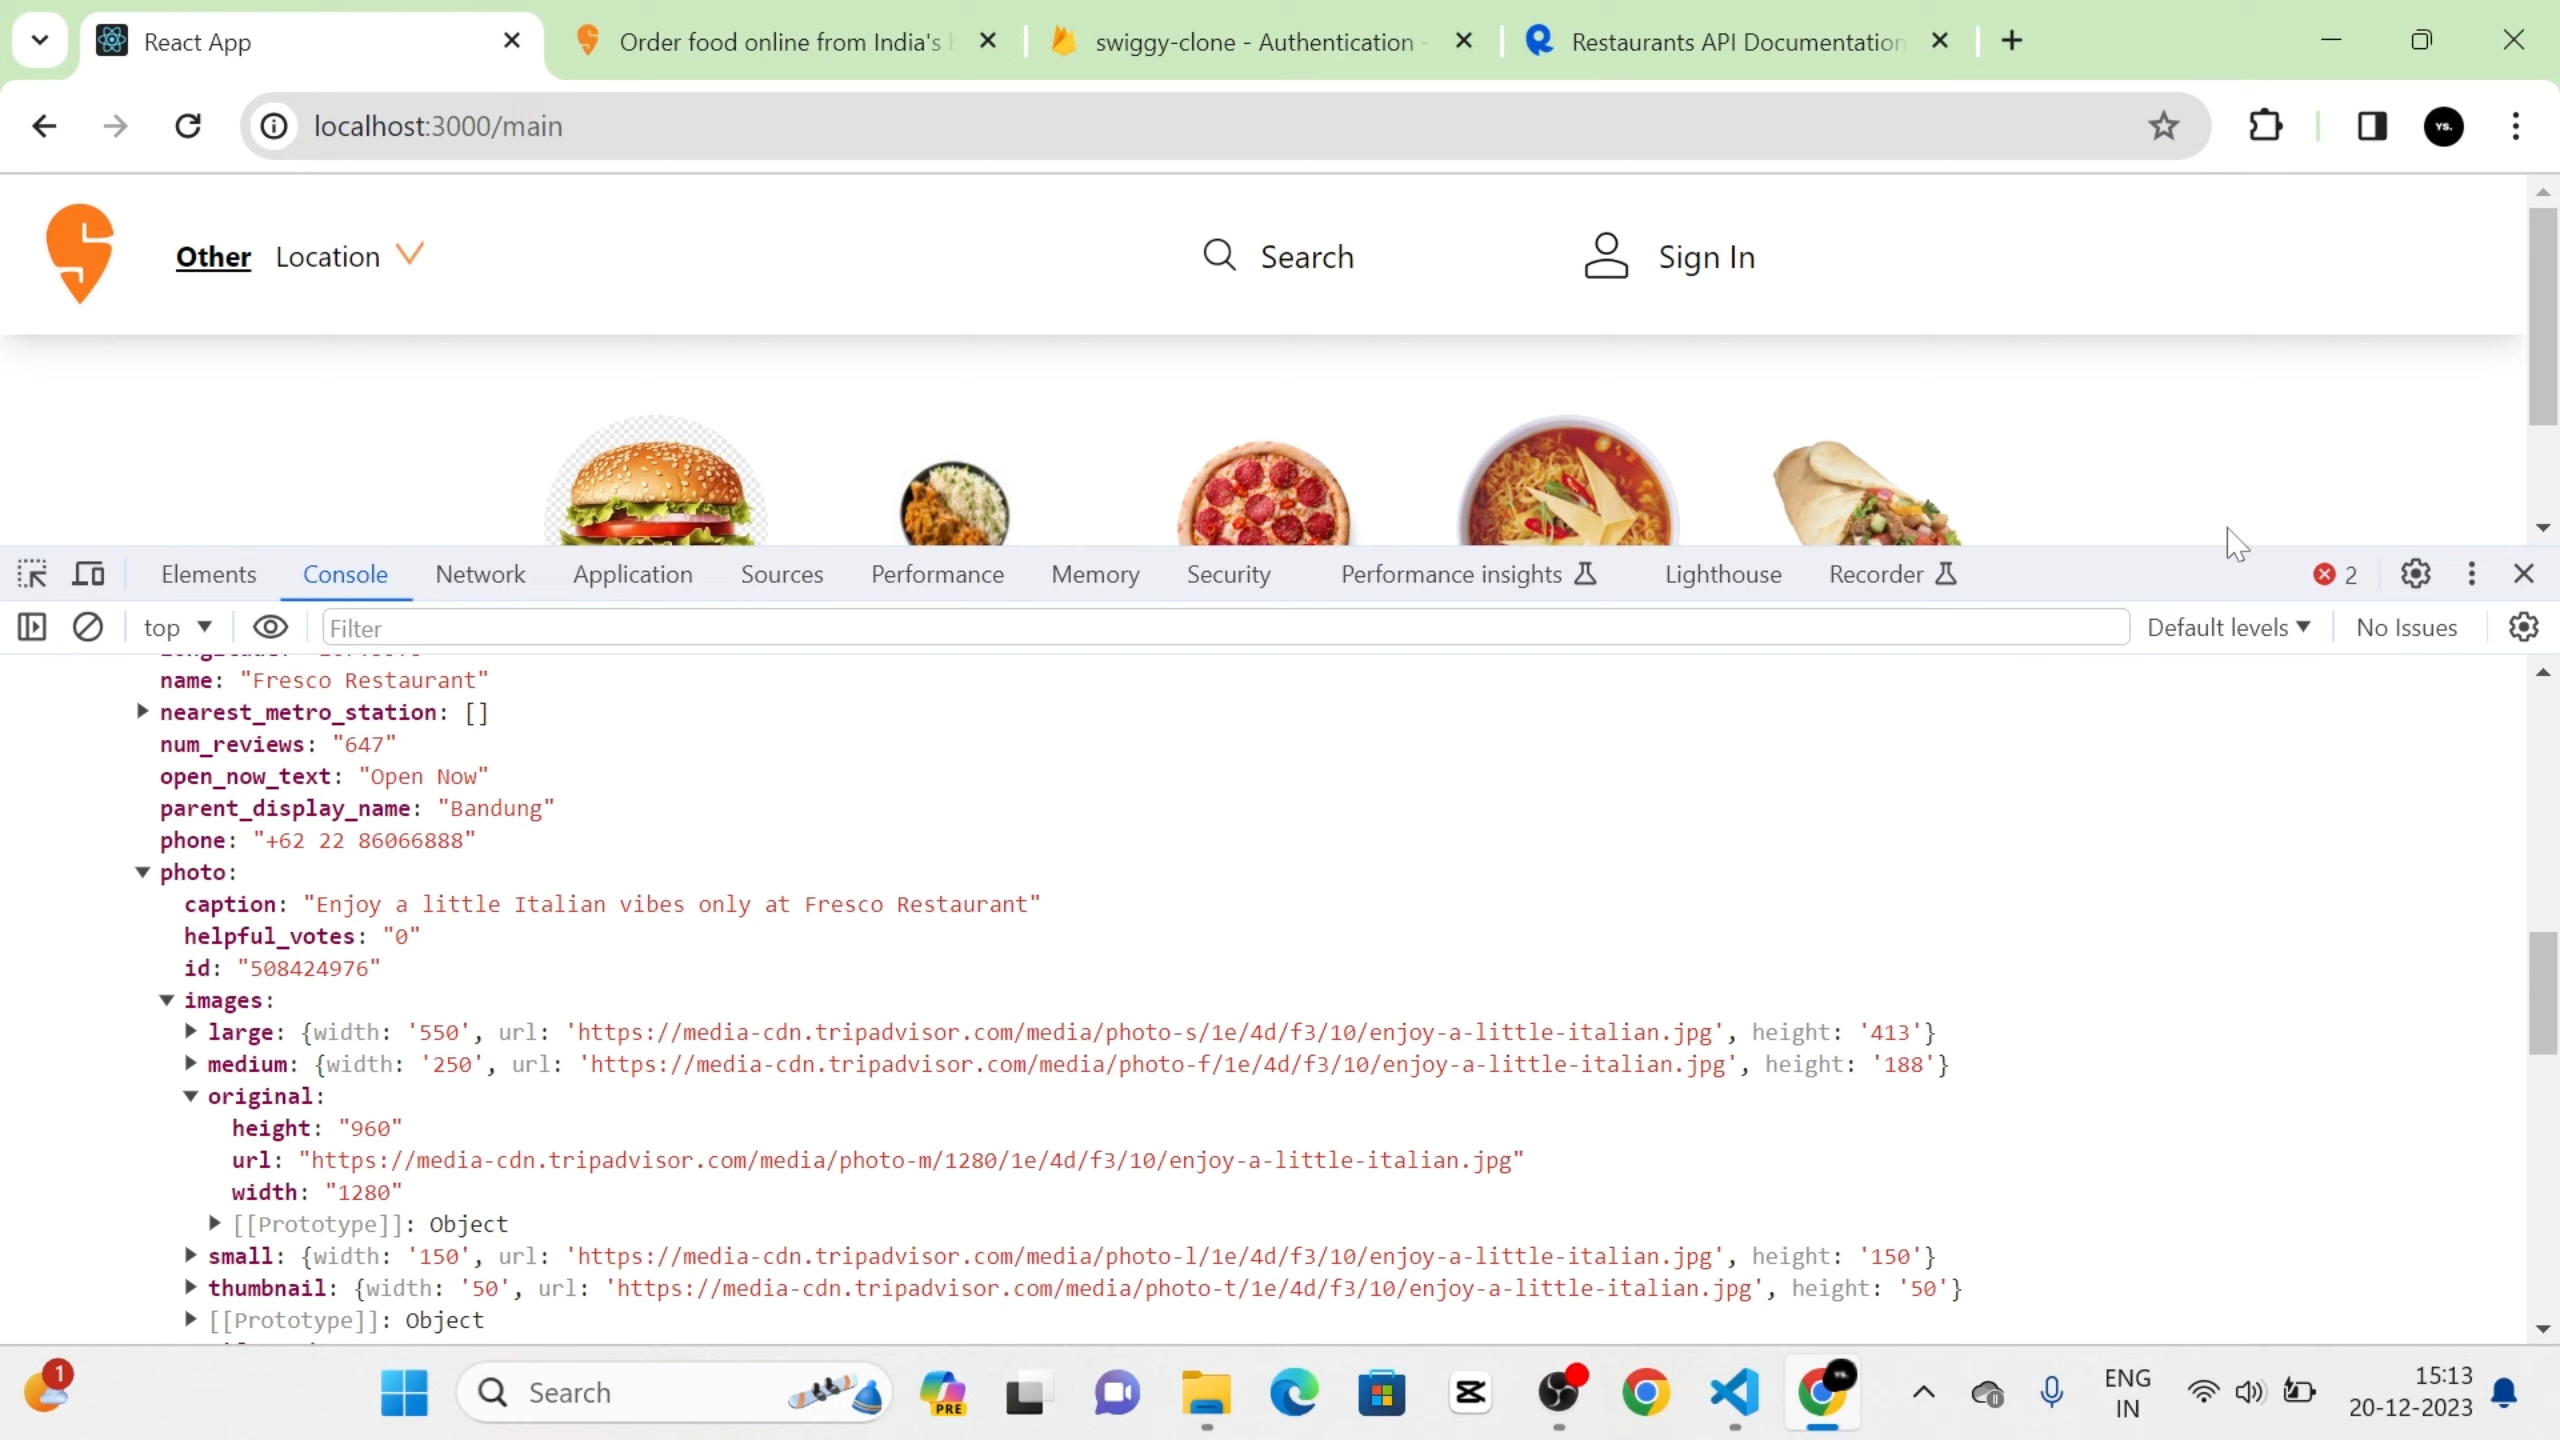 React App
Order food online from India's
swiggy-clone - Authentication -
Restaurants API Documentation
localhost:3000/main
YS.
Other Location
Search
Sign In
Elements
Console
Network
Application
Sources
Performance
Memory
Security
Performance insights
Lighthouse
Recorder
2
top
Filter
Default levels
No Issues
name: "Fresco Restaurant"
nearest_metro_station: []
num_reviews: "647"
open_now_text: "Open Now"
parent_display_name: "Bandung"
phone: "+62 22 86066888"
photo:
caption: "Enjoy a little Italian vibes only at Fresco Restaurant"
helpful_votes: "0"
id: "508424976"
images:
large: {width: '550', url: 'https://media-cdn.tripadvisor.com/media/photo-s/1e/4d/f3/10/enjoy-a-little-italian.jpg', height: '413'}
medium: {width: '250', url: 'https://media-cdn.tripadvisor.com/media/photo-f/1e/4d/f3/10/enjoy-a-little-italian.jpg', height: '188'}
original:
height: "960"
url: "https://media-cdn.tripadvisor.com/media/photo-m/1280/1e/4d/f3/10/enjoy-a-little-italian.jpg"
width: "1280"
[[Prototype]]: Object
small: {width: '150', url: 'https://media-cdn.tripadvisor.com/media/photo-l/1e/4d/f3/10/enjoy-a-little-italian.jpg', height: '150'}
thumbnail: {width: '50', url: 'https://media-cdn.tripadvisor.com/media/photo-t/1e/4d/f3/10/enjoy-a-little-italian.jpg', height: '50'}
[[Prototype]]: Object
1
Search
PRE
ENG
IN
15:13
20-12-2023